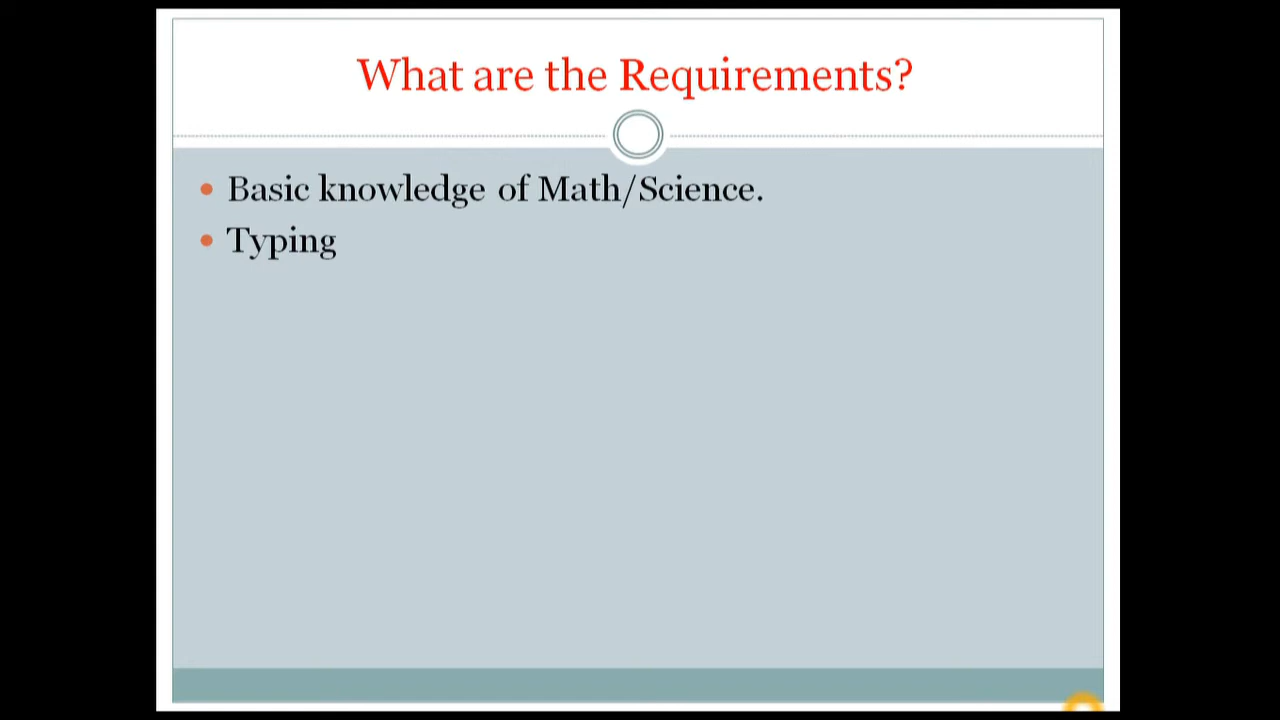 What are the Requirements?
Basic knowledge of Math/Science.
Typing